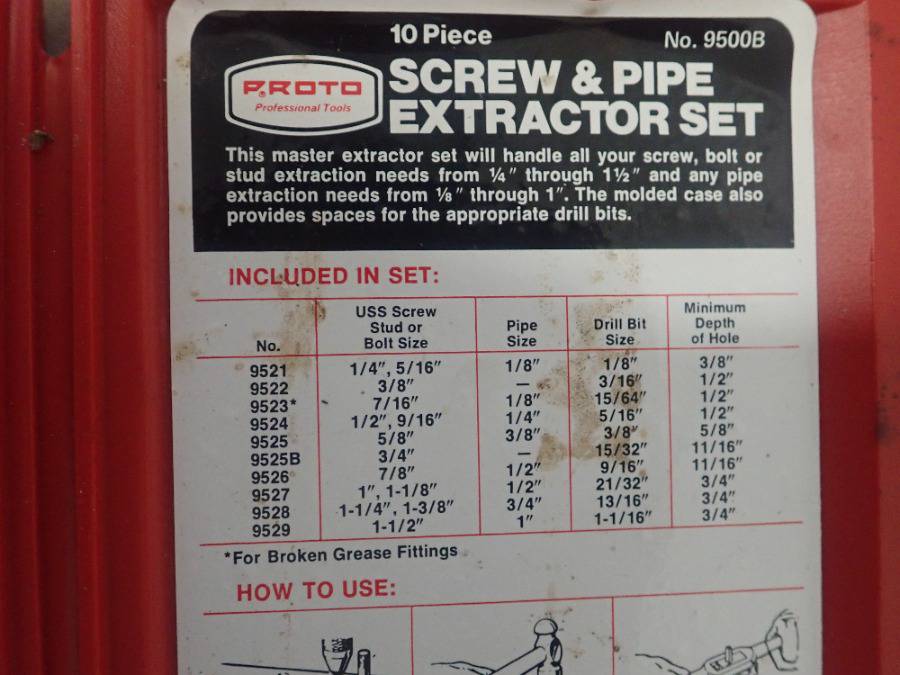 10 Piece No. 9500B
PROTO
®
Professional Tools
SCREW & PIPE
EXTRACTOR SET
This master extractor set will handle all your screw, bolt or
stud extraction needs from ¼" through 1½" and any pipe
extraction needs from ⅛" through 1". The molded case also
provides spaces for the appropriate drill bits.
INCLUDED IN SET:
No. USS Screw Stud or Bolt Size Pipe Size Drill Bit Size Minimum Depth of Hole
9521 1/4", 5/16" 1/8" 1/8" 3/8"
9522 3/8" — 3/16" 1/2"
9523* 7/16" 1/8" 15/64" 1/2"
9524 1/2", 9/16" 1/4" 5/16" 1/2"
9525 5/8" 3/8" 3/8" 5/8"
9525B 3/4" — 15/32" 11/16"
9526 7/8" 1/2" 9/16" 11/16"
9527 1", 1-1/8" 1/2" 21/32" 3/4"
9528 1-1/4", 1-3/8" 3/4" 13/16" 3/4"
9529 1-1/2" 1" 1-1/16" 3/4"
*For Broken Grease Fittings
HOW TO USE: